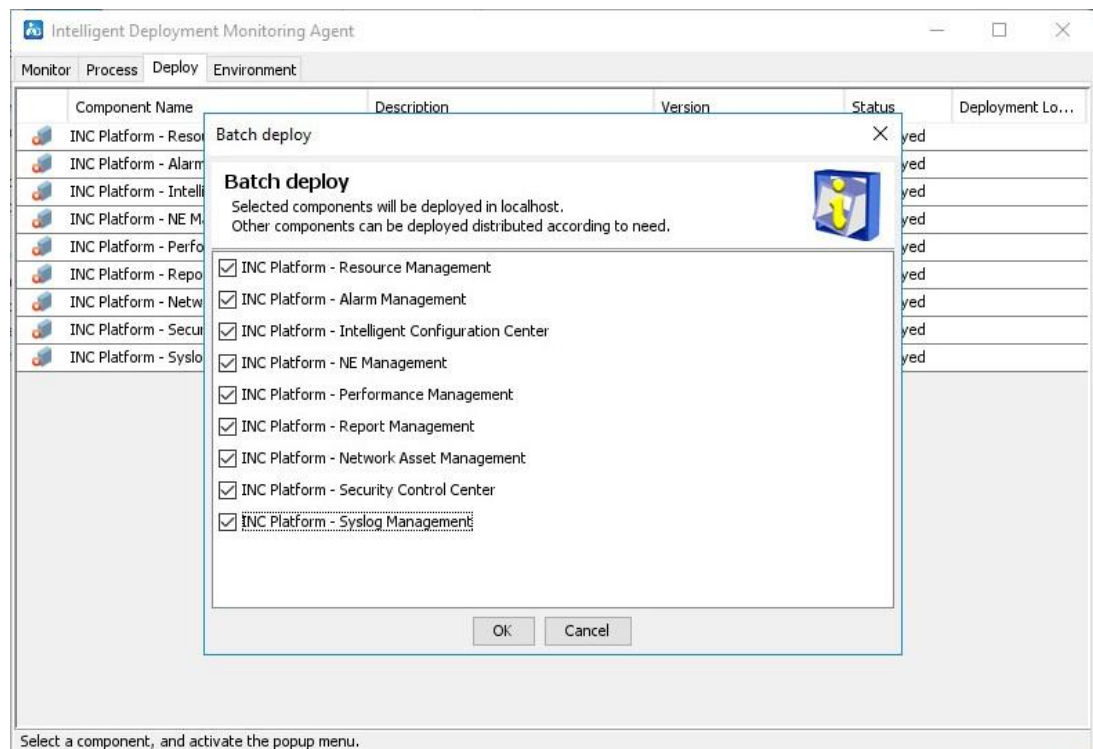 Intelligent Deployment Monitoring Agent
Monitor Process Deploy Environment
Component Name Description Version Status Deployment Lo...
INC Platform - Resou
INC Platform - Alarm
INC Platform - Intelli
INC Platform - NE M
INC Platform - Perfo
INC Platform - Repo
INC Platform - Netw
INC Platform - Secur
INC Platform - Syslo
yed
yed
yed
yed
yed
yed
yed
yed
yed
Batch deploy
Batch deploy
Selected components will be deployed in localhost.
Other components can be deployed distributed according to need.
INC Platform - Resource Management
INC Platform - Alarm Management
INC Platform - Intelligent Configuration Center
INC Platform - NE Management
INC Platform - Performance Management
INC Platform - Report Management
INC Platform - Network Asset Management
INC Platform - Security Control Center
INC Platform - Syslog Management
OK Cancel
Select a component, and activate the popup menu.